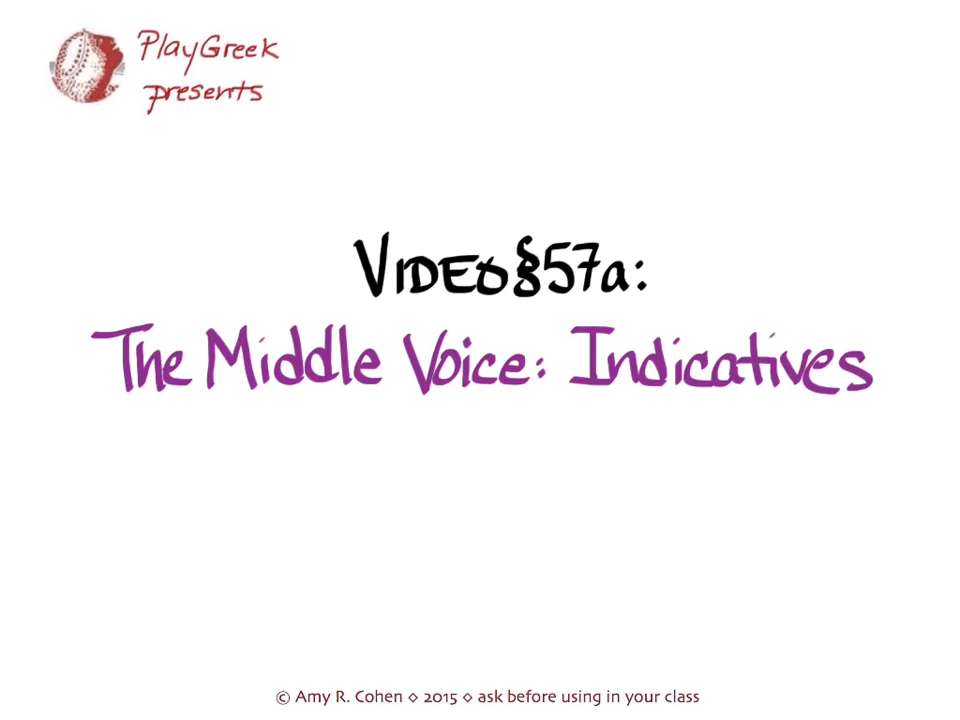 PlayGreek
presents
VIDEO §57a:
The Middle Voice: Indicatives
© Amy R. Cohen ◇ 2015 ◇ ask before using in your class